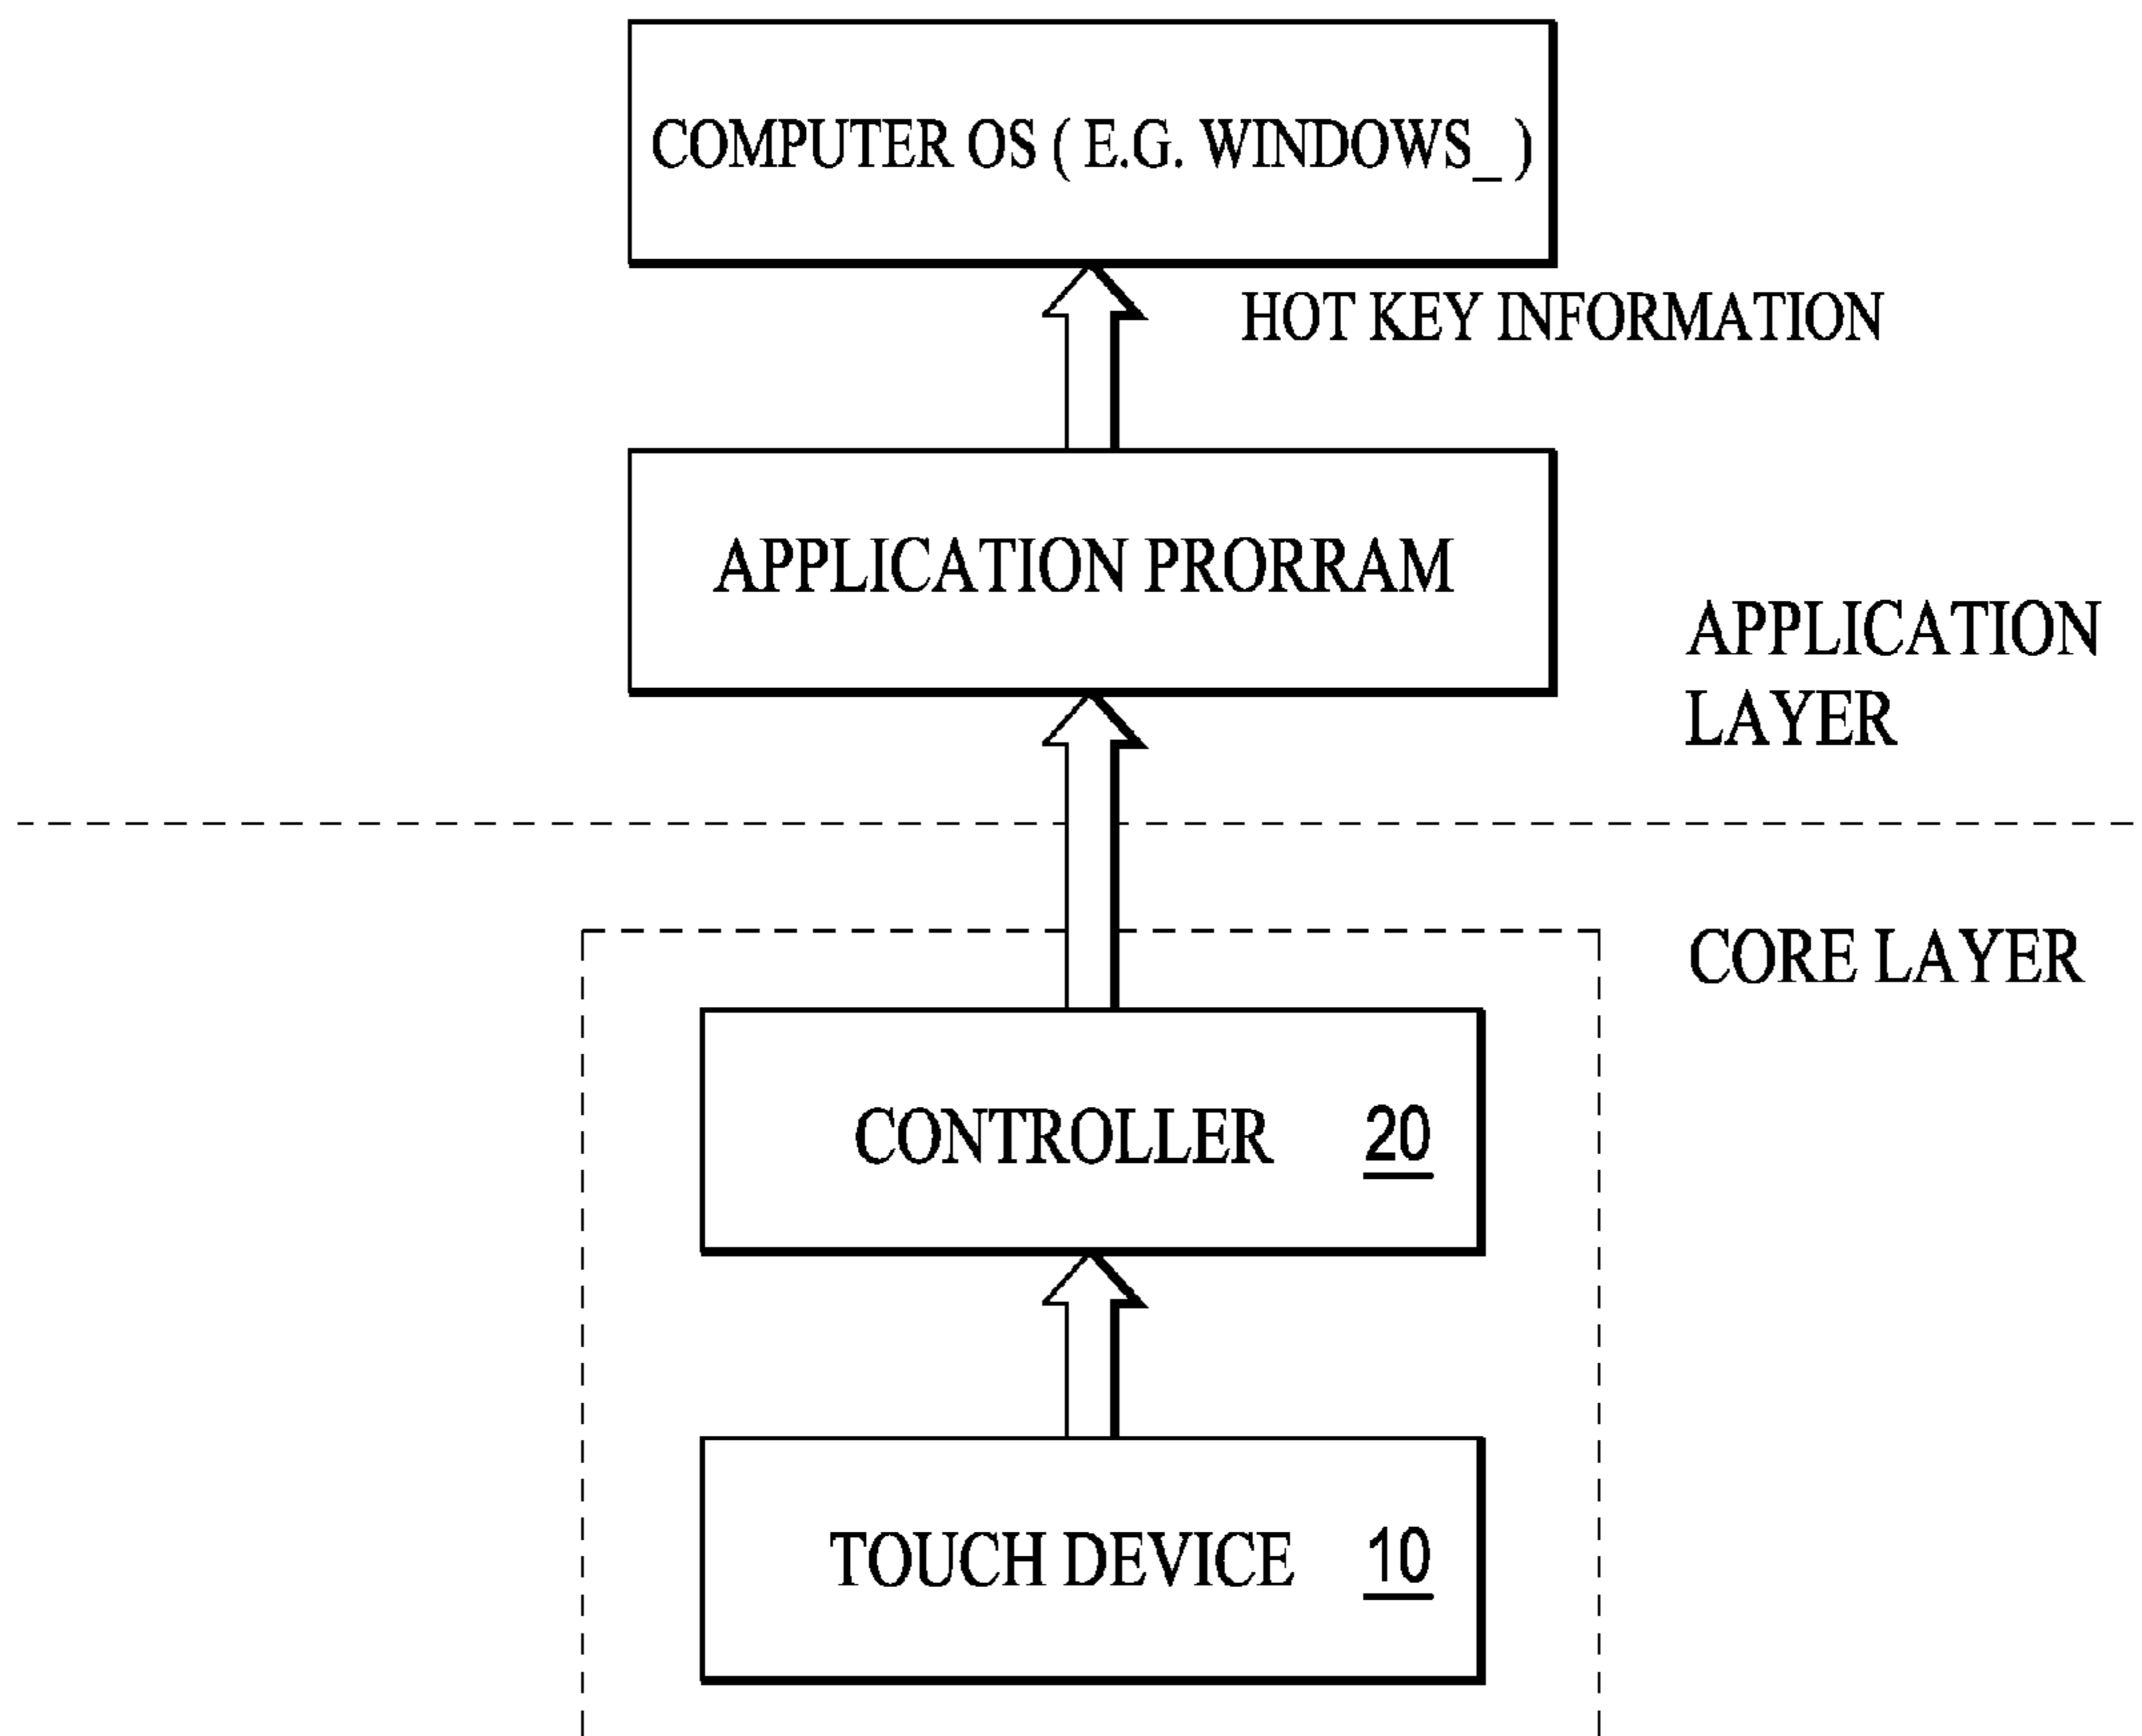 COMPUTER OS ( E.G. WINDOWS_ )
HOT KEY INFORMATION
APPLICATION PRORRAM
APPLICATION
LAYER
CORE LAYER
CONTROLLER 20
TOUCH DEVICE 10